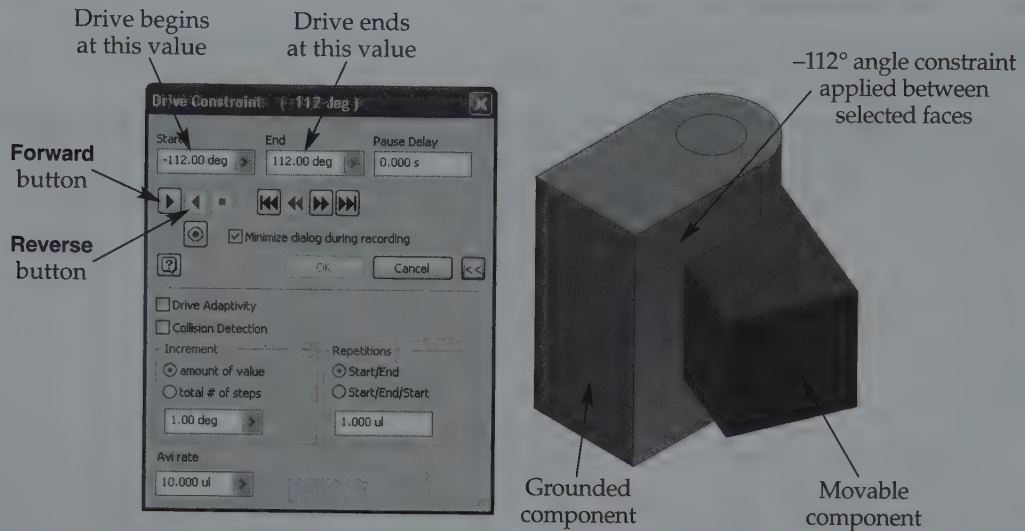 Drive begins
at this value
Drive ends
at this value
Drive Constraint (-112 deg)
Start
End
Pause Delay
-112.00 deg
112.00 deg
0.000 s
Forward
button
Reverse
button
Minimize dialog during recording
OK
Cancel
<<
Drive Adaptivity
Collision Detection
Increment
Repetitions
amount of value
Start/End
total # of steps
Start/End/Start
1.00 deg
1.000 ul
Avi rate
10.000 ul
–112° angle constraint
applied between
selected faces
Grounded
component
Movable
component